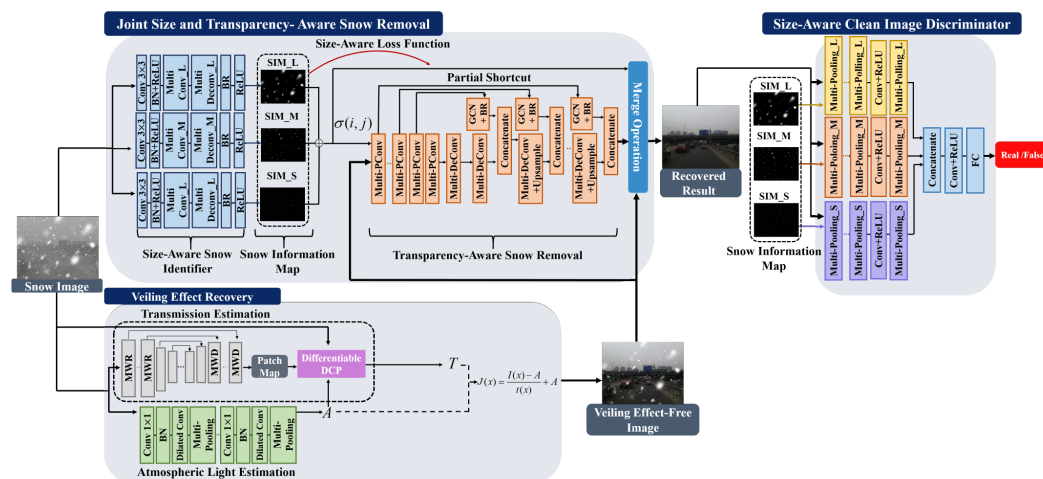 Joint Size and Transparency- Aware Snow Removal
Size-Aware Loss Function
Conv 3×3
BN+ReLU
Multi
Conv_L
Multi
Deconv_L
BR
ReLU
Conv 3×3
BN+ReLU
Multi
Conv_M
Multi
Deconv_M
BR
ReLU
Conv 3×3
BN+ReLU
Multi
Conv_L
Multi
Deconv_S
BR
ReLU
Size-Aware Snow
Identifier
SIM_L
SIM_M
SIM_S
Snow Information
Map
σ(i,j)
Partial Shortcut
Multi-PConv
Multi-PConv
Multi-PConv
Multi-PConv
Multi-DeConv
Multi-DeConv
GCN
+ BR
Concatenate
Multi-DeConv
+Upsample
GCN
+ BR
Concatenate
...
Multi-DeConv
+Upsample
GCN
+ BR
Concatenate
Transparency-Aware Snow Removal
Merge Operation
Recovered
Result
Size-Aware Clean Image Discriminator
SIM_L
SIM_M
SIM_S
Snow Information
Map
Multi-Pooling_L
...
Multi-Pooling_L
Conv+ReLU
Multi-Pooling_L
Multi-Pooling_M
...
Multi-Pooling_M
Conv+ReLU
Multi-Pooling_M
Multi-Pooling_S
...
Multi-Pooling_S
Conv+ReLU
Multi-Pooling_S
Concatenate
Conv+ReLU
FC
Real /False
Snow Image
Veiling Effect Recovery
Transmission Estimation
MWR
...
MWR
...
MWD
...
MWD
Patch
Map
Differentiable
DCP
T
A
J(x) = (I(x) − A) / t(x) + A
Conv 1×1
BN
Dilated Conv
Multi-
Pooling
...
Conv 1×1
BN
Dilated Conv
Multi-
Pooling
Atmospheric Light Estimation
Veiling Effect-Free
Image